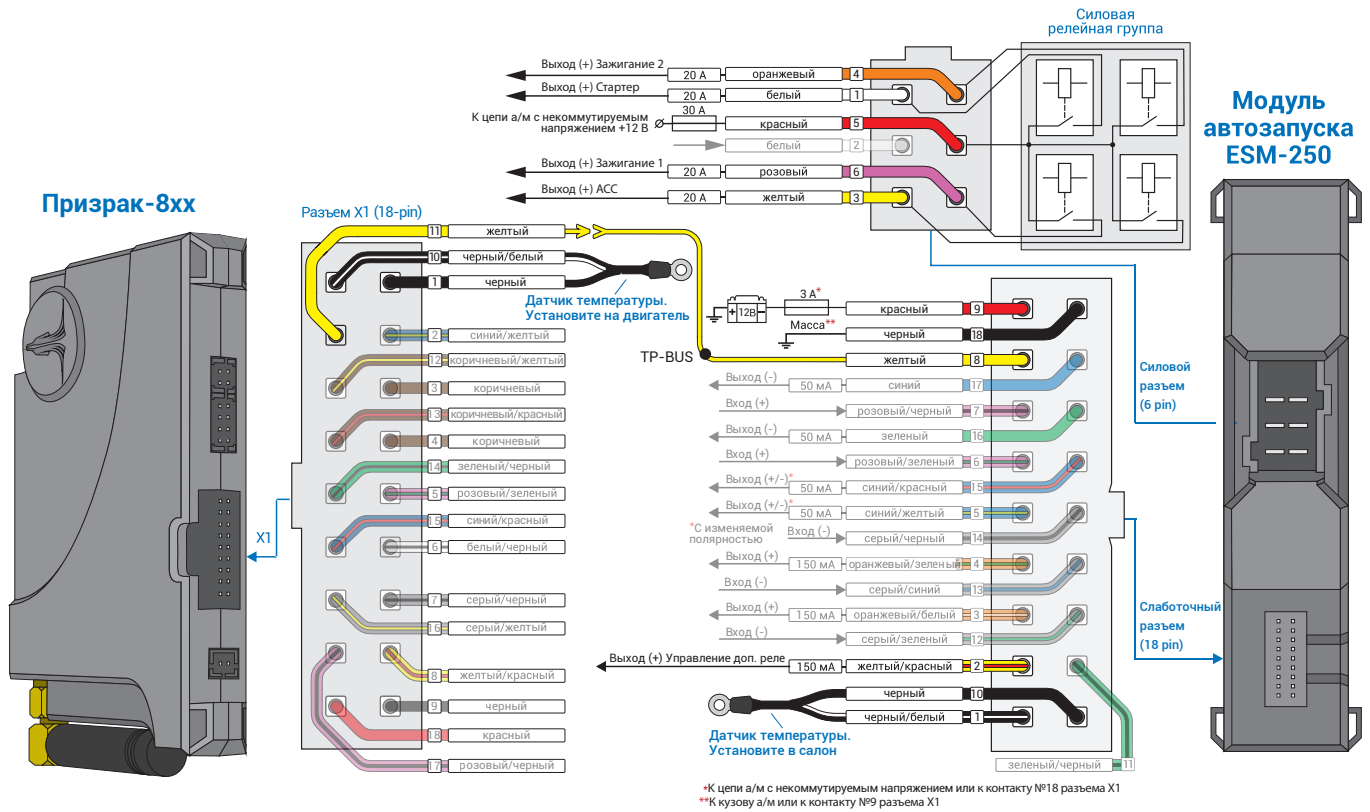 Силовая
релейная группа
Выход (+) Зажигание 2
20 А
оранжевый
4
Выход (+) Стартер
20 А
белый
1
К цепи а/м с некоммутируемым
напряжением +12 В
30 А
красный
5
белый
2
Выход (+) Зажигание 1
20 А
розовый
6
Выход (+) АСС
20 А
желтый
3
Модуль
автозапуска
ESM-250
Призрак-8хх
Разъем X1 (18-pin)
11
желтый
10
черный/белый
1
черный
Датчик температуры.
Установите на двигатель
2
синий/желтый
12
коричневый/желтый
3
коричневый
13
коричневый/красный
4
коричневый
14
зеленый/черный
5
розовый/зеленый
15
синий/красный
6
белый/черный
7
серый/черный
16
серый/желтый
8
желтый/красный
9
черный
18
красный
17
розовый/черный
X1
TP-BUS
+ 12В −
3 А*
красный
9
Масса**
черный
18
желтый
8
Выход (-)
50 мА
синий
17
Вход (+)
розовый/черный
7
Выход (-)
50 мА
зеленый
16
Вход (+)
розовый/зеленый
6
Выход (+/-)*
50 мА
синий/красный
15
Выход (+/-)*
50 мА
синий/желтый
5
*С изменяемой
полярностью
Вход (-)
серый/черный
14
Выход (+)
150 мА
оранжевый/зеленый
4
Вход (-)
серый/синий
13
Выход (+)
150 мА
оранжевый/белый
3
Вход (-)
серый/зеленый
12
Выход (+) Управление доп. реле
150 мА
желтый/красный
2
черный
10
черный/белый
1
Датчик температуры.
Установите в салон
зеленый/черный
11
Силовой
разъем
(6 pin)
Слаботочный
разъем
(18 pin)
*К цепи а/м с некоммутируемым напряжением или к контакту №18 разъема X1
**К кузову а/м или к контакту №9 разъема X1